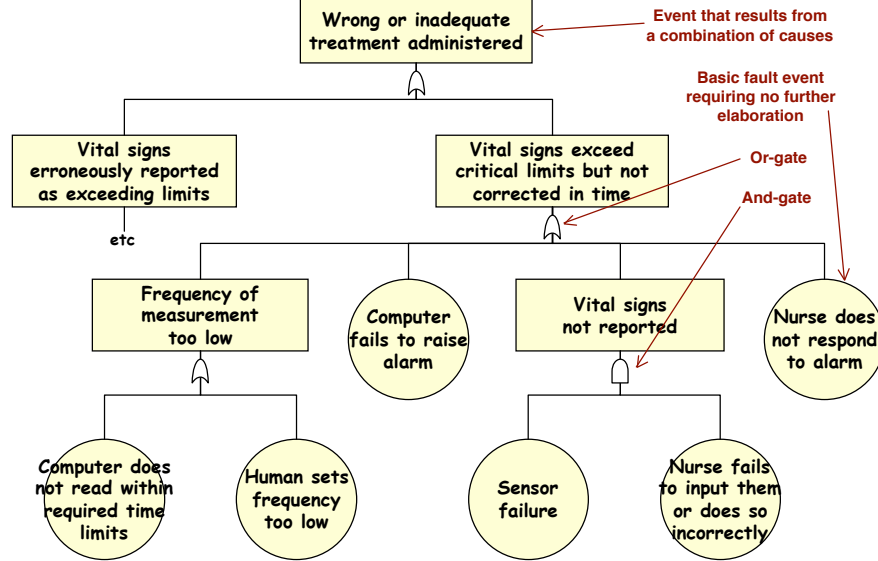 Wrong or inadequate
treatment administered
Event that results from
a combination of causes
Basic fault event
requiring no further
elaboration
Vital signs
erroneously reported
as exceeding limits
Vital signs exceed
critical limits but not
corrected in time
Or-gate
And-gate
etc
Frequency of
measurement
too low
Computer
fails to raise
alarm
Vital signs
not reported
Nurse does
not respond
to alarm
Computer does
not read within
required time
limits
Human sets
frequency
too low
Sensor
failure
Nurse fails
to input them
or does so
incorrectly